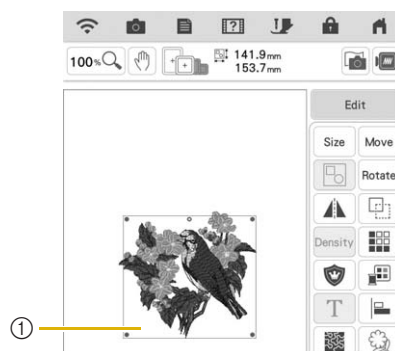 100%
141.9mm
153.7mm
Edit
Size Move
Rotate
Density
T
①